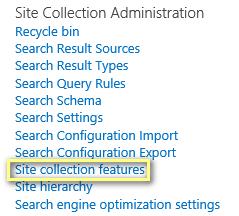 Site Collection Administration
Recycle bin
Search Result Sources
Search Result Types
Search Query Rules
Search Schema
Search Settings
Search Configuration Import
Search Configuration Export
Site collection features
Site hierarchy
Search engine optimization settings